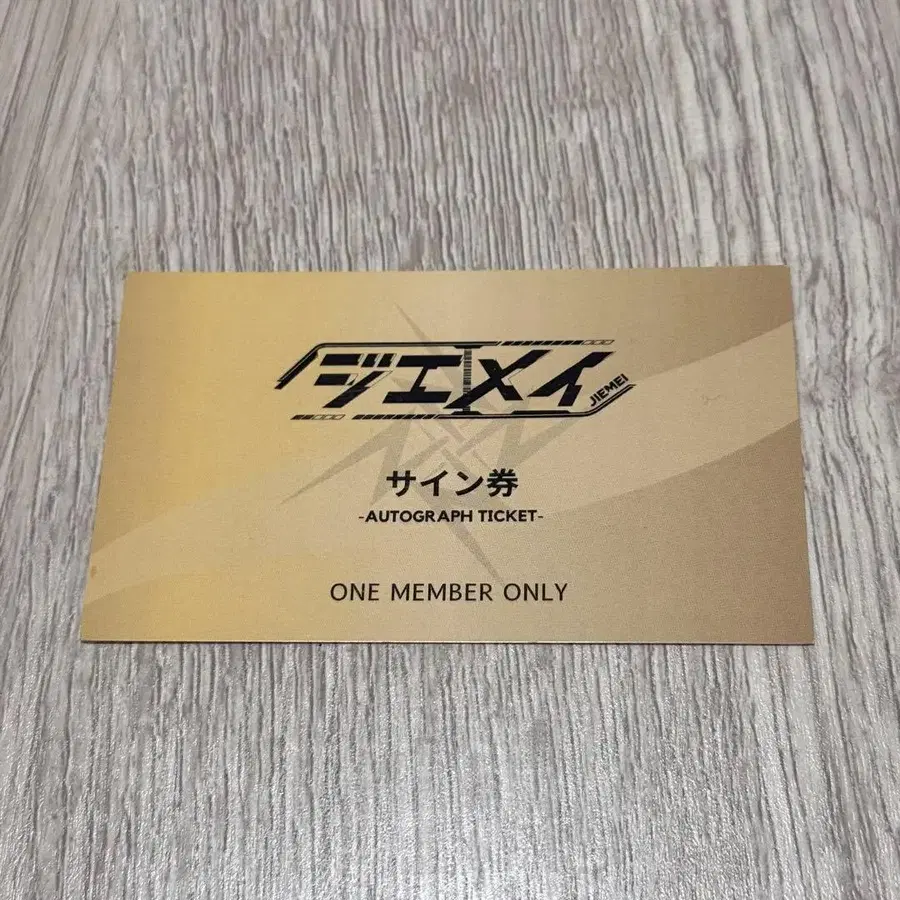 ジエメイ
JIEMEI
サイン券
-AUTOGRAPH TICKET-
ONE MEMBER ONLY